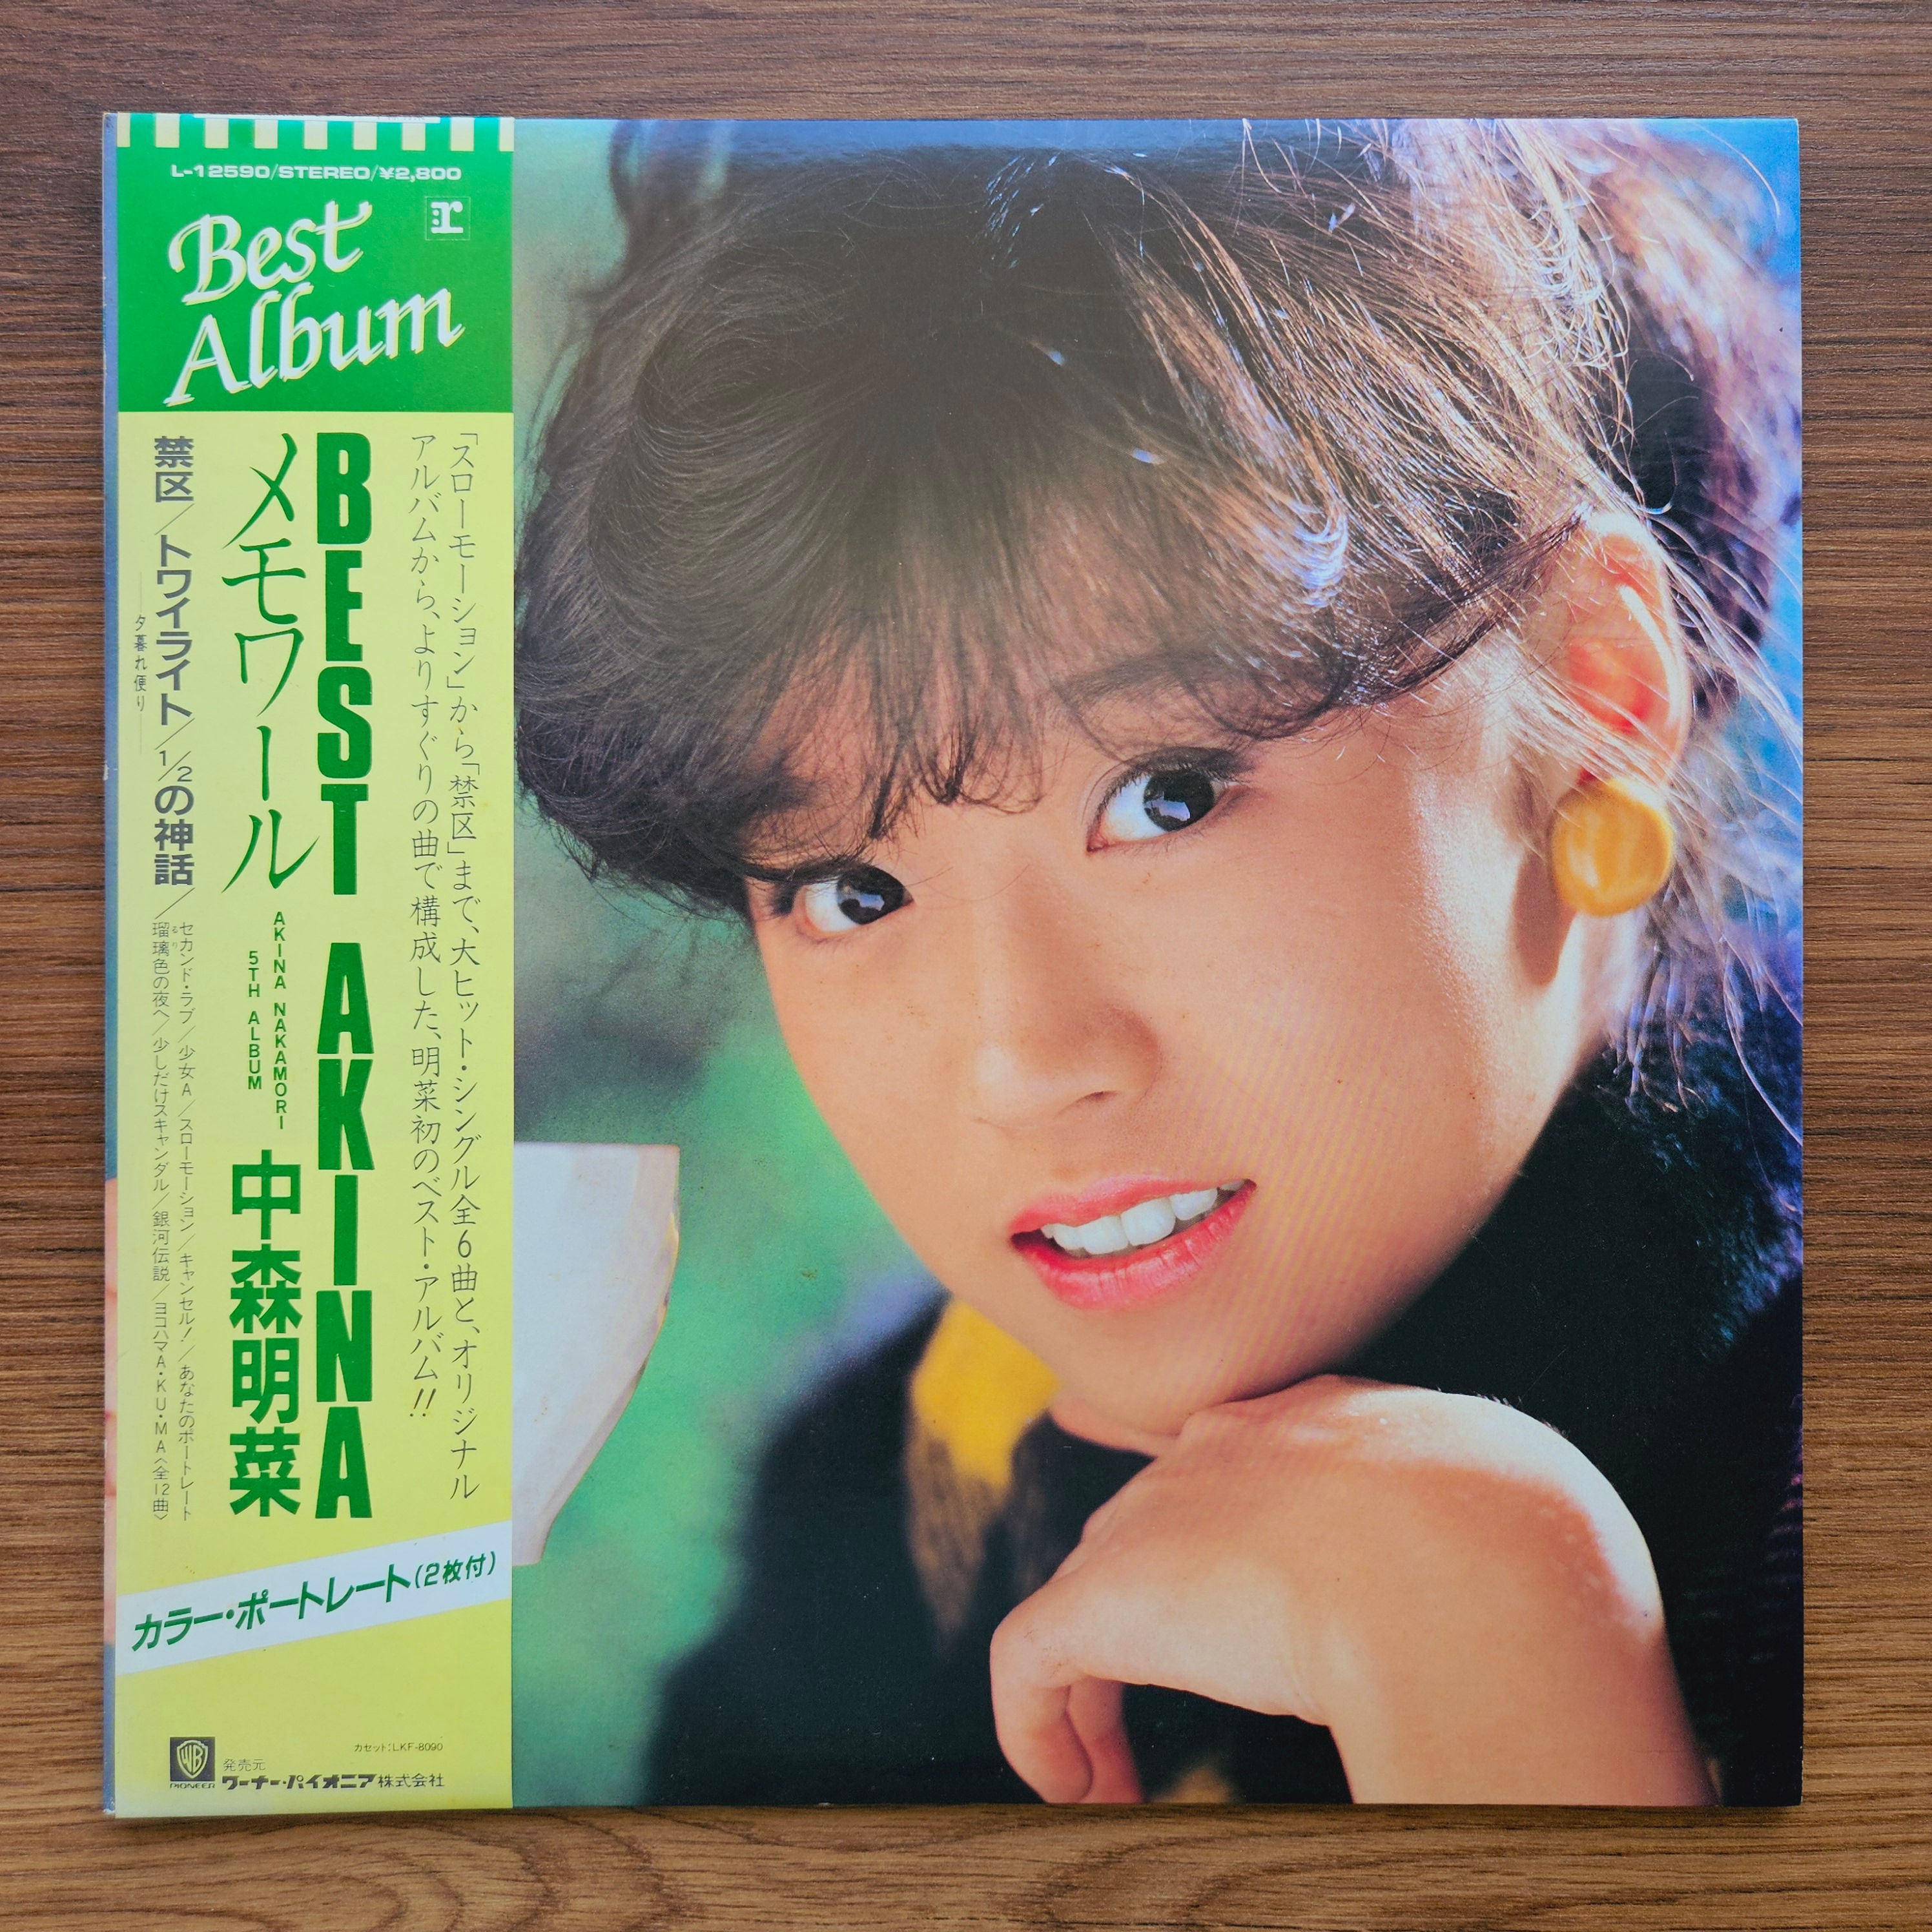 L-12590/STEREO/¥2,800
Best
Album
「スローモーション」から「禁区」まで、大ヒット・シングル全6曲と、オリジナル
アルバムから、よりすぐりの曲で構成した、明菜初のベスト・アルバム!!
BEST AKINA
メモワール
AKINA NAKAMORI
5TH ALBUM
中森明菜
禁区/トワイライト/1/2の神話/
─夕暮れ便り─
セカンド・ラブ/少女A/スローモーション/キャンセル!/あなたのポートレート
るり
瑠璃色の夜へ/少しだけスキャンダル/銀河伝説/ヨコハマA・KU・MA〈全12曲〉
カラー・ポートレート(2枚付)
カセット:LKF-8090
WB
PIONEER
発売元
ワーナー・パイオニア株式会社